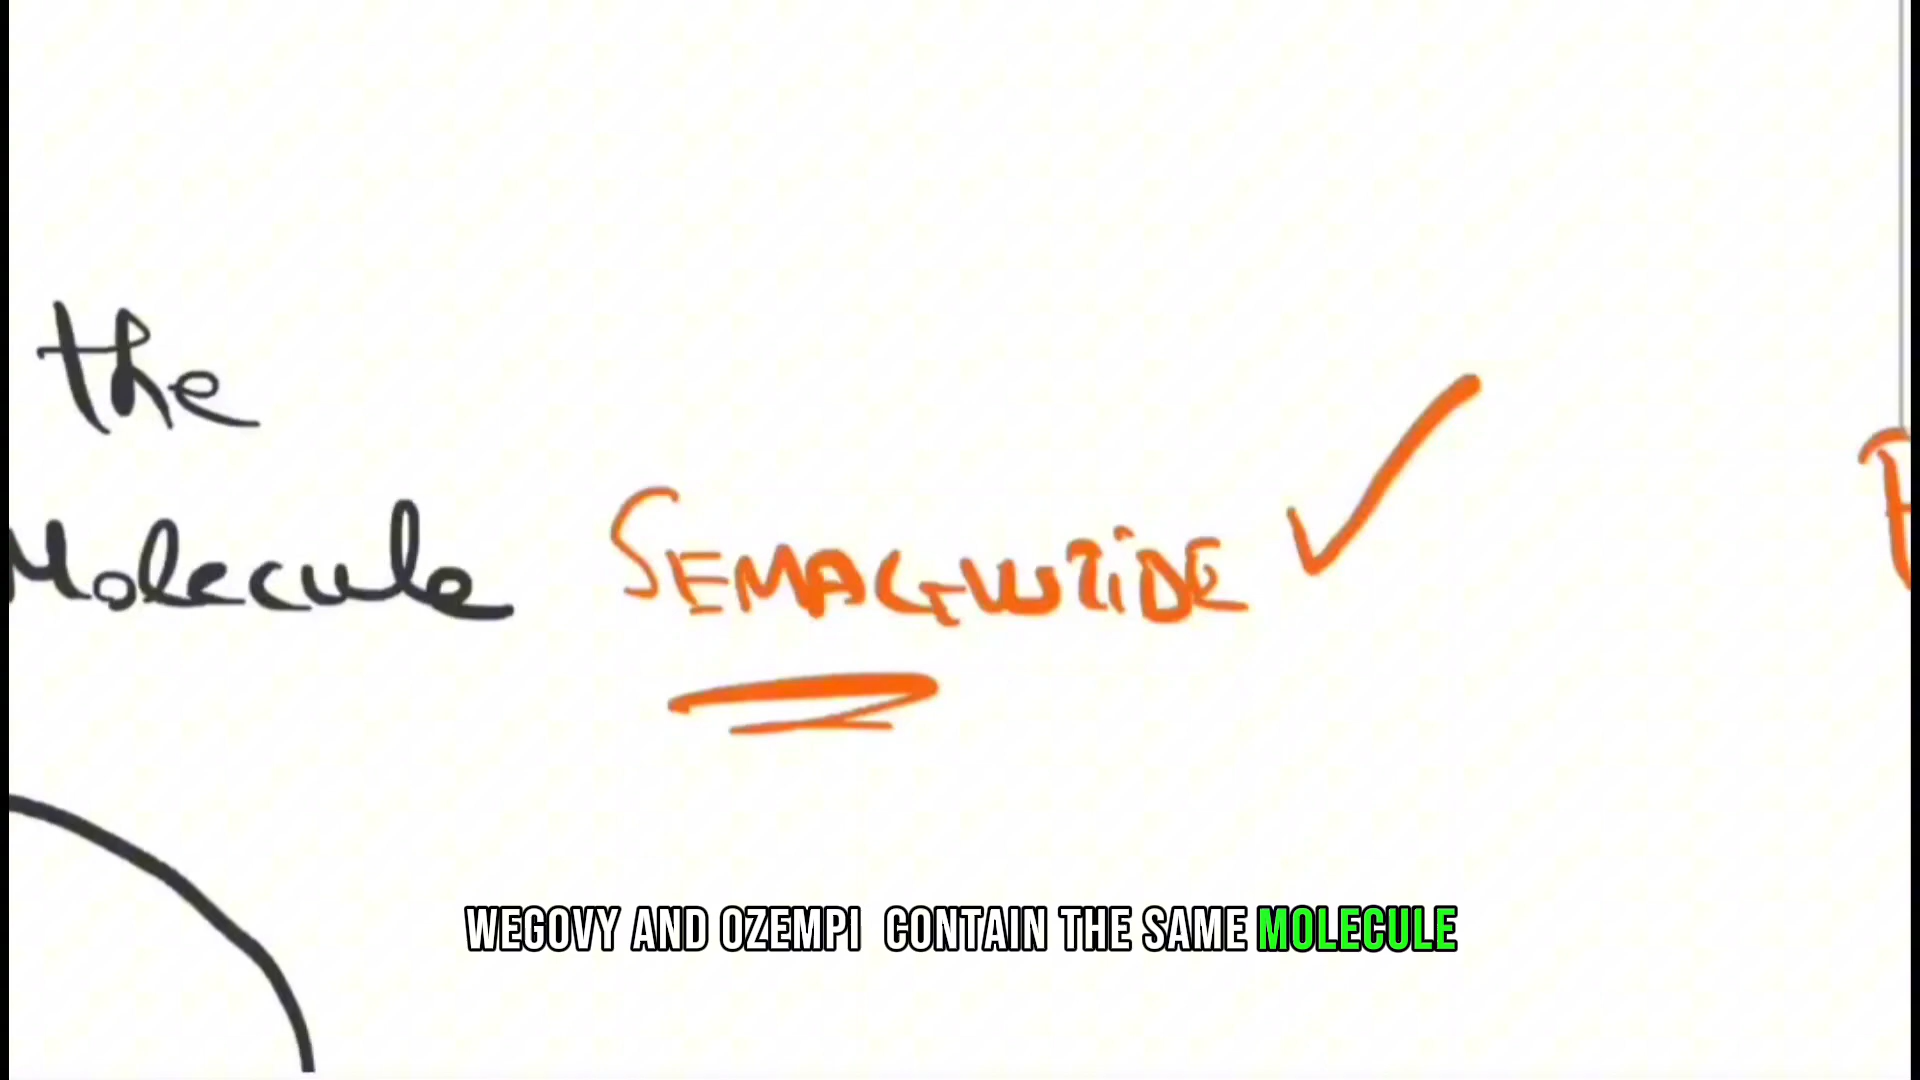 the
Molecule SEMAGLUTIDE
WEGOVY AND OZEMPI CONTAIN THE SAME MOLECULE